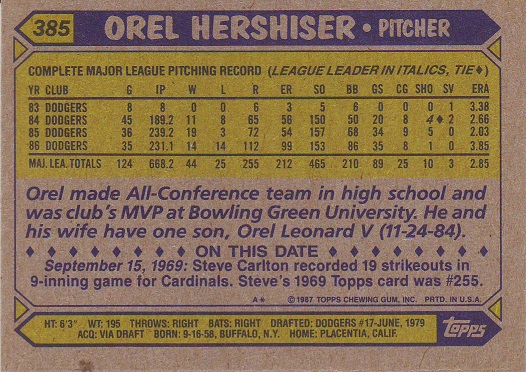 385 OREL HERSHISER • PITCHER
COMPLETE MAJOR LEAGUE PITCHING RECORD (LEAGUE LEADER IN ITALICS, TIE♦)
YR CLUB G IP W L R ER SO BB GS CG SHO SV ERA
83 DODGERS 8 8 0 0 6 3 5 6 0 0 0 1 3.38
84 DODGERS 45 189.2 11 8 65 56 150 50 20 8 4♦ 2 2.66
85 DODGERS 36 239.2 19 3 72 54 157 68 34 9 5 0 2.03
86 DODGERS 35 231.1 14 14 112 99 153 86 35 8 1 0 3.85
MAJ. LEA. TOTALS 124 668.2 44 25 255 212 465 210 89 25 10 3 2.85
Orel made All-Conference team in high school and
was club's MVP at Bowling Green University. He and
his wife have one son, Orel Leonard V (11-24-84).
♦ ♦ ♦ ♦ ♦ ♦ ♦ ON THIS DATE ♦ ♦ ♦ ♦ ♦ ♦ ♦
September 15, 1969: Steve Carlton recorded 19 strikeouts in
9-inning game for Cardinals. Steve's 1969 Topps card was #255.
A* ©1987 TOPPS CHEWING GUM, INC. PRTD. IN U.S.A.
HT: 6'3" WT: 195 THROWS: RIGHT BATS: RIGHT DRAFTED: DODGERS #17-JUNE, 1979
ACQ: VIA DRAFT BORN: 9-16-58, BUFFALO, N.Y. HOME: PLACENTIA, CALIF.
Topps